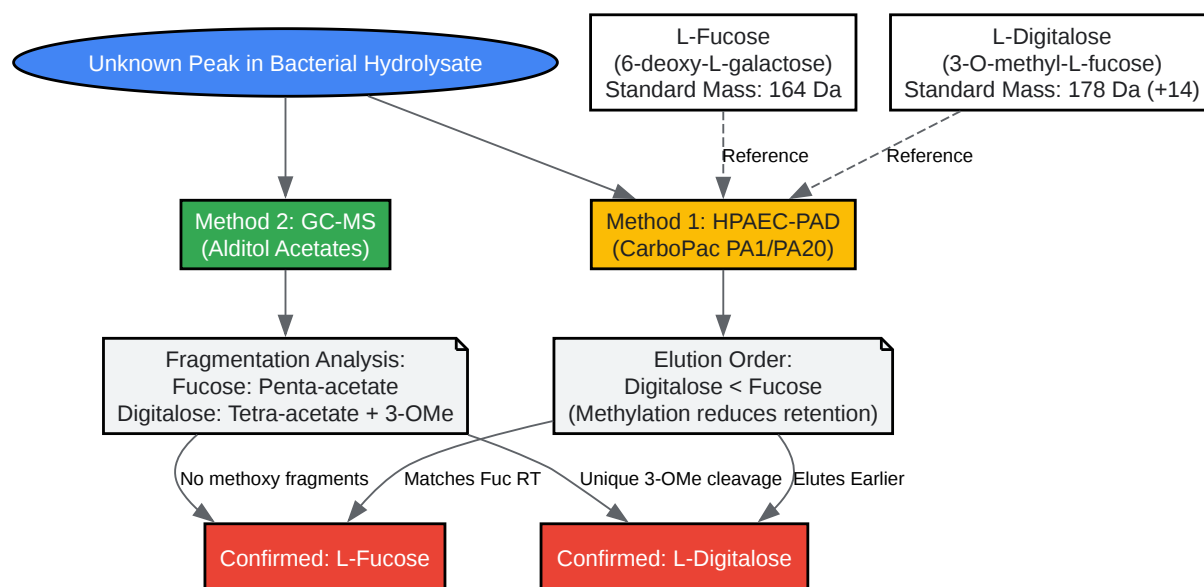 Unknown Peak in Bacterial Hydrolysate
L-Fucose
(6-deoxy-L-galactose)
Standard Mass: 164 Da
L-Digitalose
(3-O-methyl-L-fucose)
Standard Mass: 178 Da (+14)
Reference
Reference
Method 2: GC-MS
(Alditol Acetates)
Method 1: HPAEC-PAD
(CarboPac PA1/PA20)
Fragmentation Analysis:
Fucose: Penta-acetate
Digitalose: Tetra-acetate + 3-OMe
Elution Order:
Digitalose < Fucose
(Methylation reduces retention)
No methoxy fragments
Matches Fuc RT
Unique 3-OMe cleavage
Elutes Earlier
Confirmed: L-Fucose
Confirmed: L-Digitalose